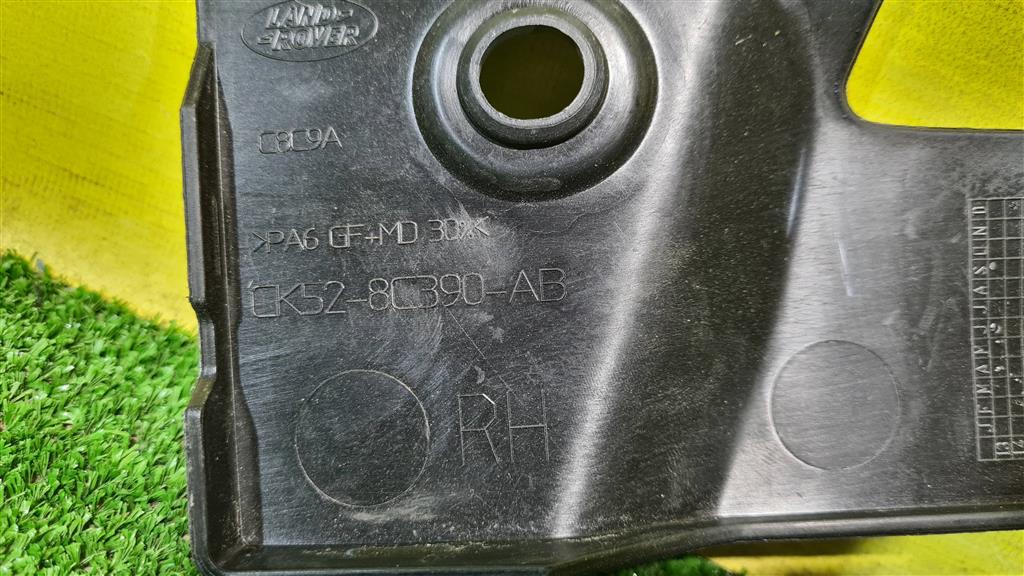 LAND-
-ROVER
C8C9A
>PA6 GF+MD 30%<
CK52-8C390-AB
RH
J F M A M J J A S O N D